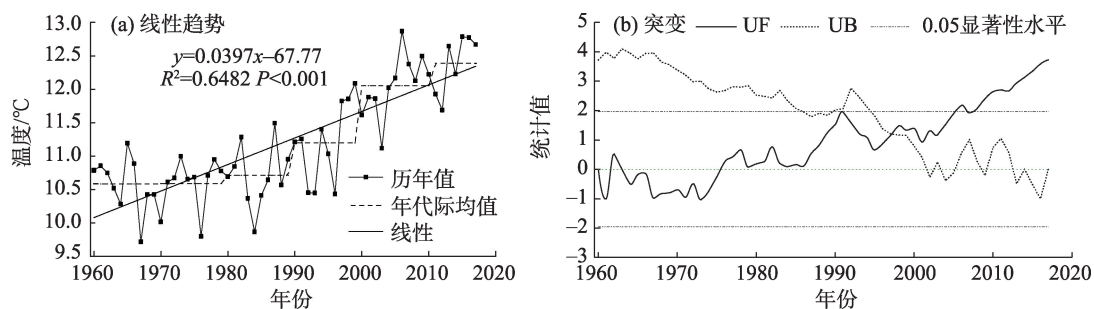 (a) 线性趋势
y=0.0397x–67.77
R²=0.6482 P<0.001
温度/℃
13.0
12.5
12.0
11.5
11.0
10.5
10.0
9.5
历年值
年代际均值
线性
1960 1970 1980 1990 2000 2010 2020
年份
(b) 突变 UF UB 0.05显著性水平
统计值
5
4
3
2
1
0
−1
−2
−3
1960 1970 1980 1990 2000 2010 2020
年份